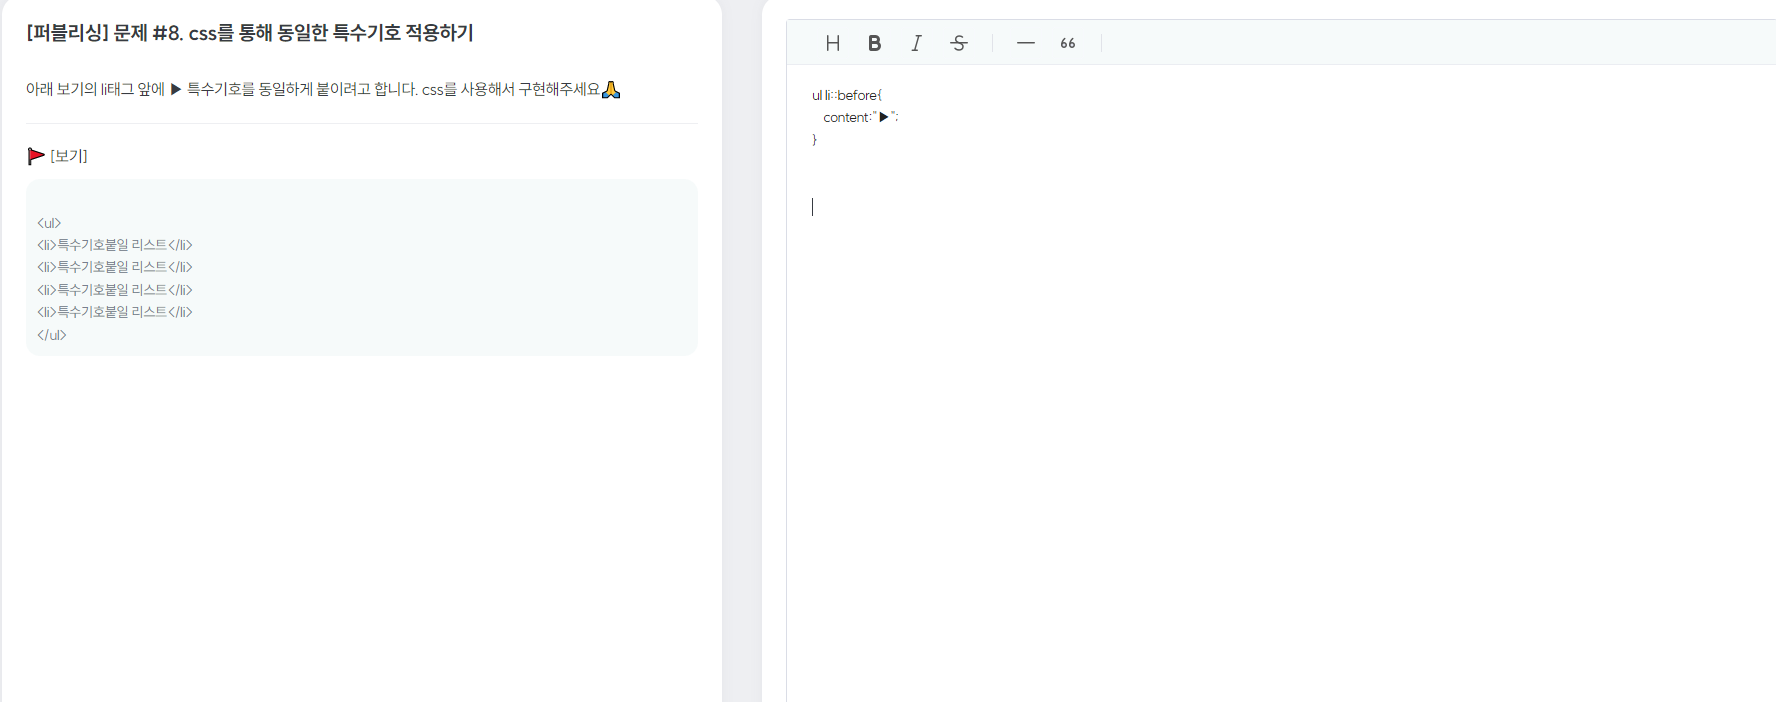 [퍼블리싱] 문제 #8. css를 통해 동일한 특수기호 적용하기
아래 보기의 li태그 앞에 ▶ 특수기호를 동일하게 붙이려고 합니다. css를 사용해서 구현해주세요🙏
🚩 [보기]
<ul>
<li>특수기호붙일 리스트</li>
<li>특수기호붙일 리스트</li>
<li>특수기호붙일 리스트</li>
<li>특수기호붙일 리스트</li>
</ul>
H B I S — 66
ul li::before{
content:"▶";
}